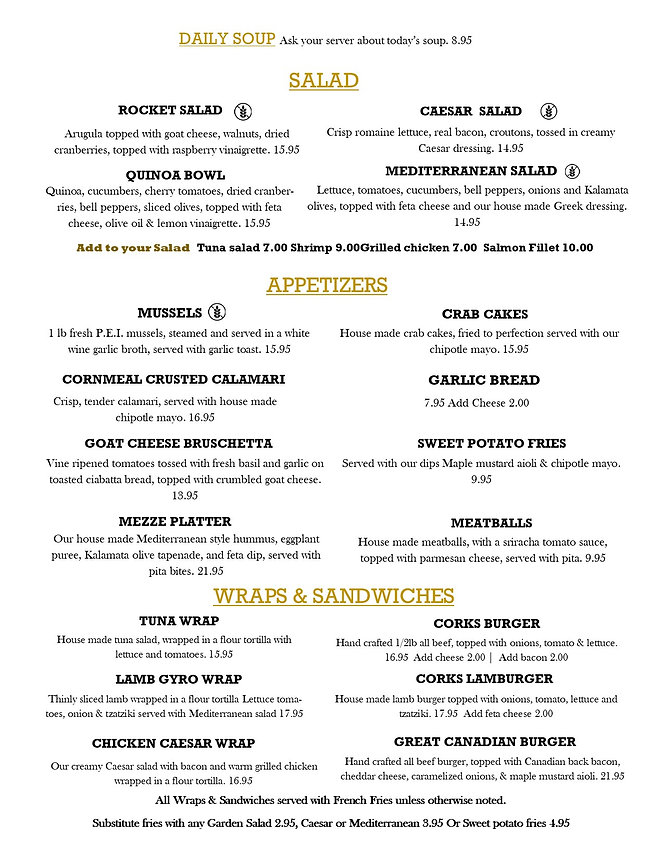 DAILY SOUP Ask your server about today's soup. 8.95
SALAD
ROCKET SALAD
Arugula topped with goat cheese, walnuts, dried
cranberries, topped with raspberry vinaigrette. 15.95
CAESAR SALAD
Crisp romaine lettuce, real bacon, croutons, tossed in creamy
Caesar dressing. 14.95
QUINOA BOWL
Quinoa, cucumbers, cherry tomatoes, dried cranber-
ries, bell peppers, sliced olives, topped with feta
cheese, olive oil & lemon vinaigrette. 15.95
MEDITERRANEAN SALAD
Lettuce, tomatoes, cucumbers, bell peppers, onions and Kalamata
olives, topped with feta cheese and our house made Greek dressing.
14.95
Add to your Salad Tuna salad 7.00 Shrimp 9.00Grilled chicken 7.00 Salmon Fillet 10.00
APPETIZERS
MUSSELS
1 lb fresh P.E.I. mussels, steamed and served in a white
wine garlic broth, served with garlic toast. 15.95
CRAB CAKES
House made crab cakes, fried to perfection served with our
chipotle mayo. 15.95
CORNMEAL CRUSTED CALAMARI
Crisp, tender calamari, served with house made
chipotle mayo. 16.95
GARLIC BREAD
7.95 Add Cheese 2.00
GOAT CHEESE BRUSCHETTA
Vine ripened tomatoes tossed with fresh basil and garlic on
toasted ciabatta bread, topped with crumbled goat cheese.
13.95
SWEET POTATO FRIES
Served with our dips Maple mustard aioli & chipotle mayo.
9.95
MEZZE PLATTER
Our house made Mediterranean style hummus, eggplant
puree, Kalamata olive tapenade, and feta dip, served with
pita bites. 21.95
MEATBALLS
House made meatballs, with a sriracha tomato sauce,
topped with parmesan cheese, served with pita. 9.95
WRAPS & SANDWICHES
TUNA WRAP
House made tuna salad, wrapped in a flour tortilla with
lettuce and tomatoes. 15.95
CORKS BURGER
Hand crafted 1/2lb all beef, topped with onions, tomato & lettuce.
16.95 Add cheese 2.00 | Add bacon 2.00
LAMB GYRO WRAP
Thinly sliced lamb wrapped in a flour tortilla Lettuce toma-
toes, onion & tzatziki served with Mediterranean salad 17.95
CORKS LAMBURGER
House made lamb burger topped with onions, tomato, lettuce and
tzatziki. 17.95 Add feta cheese 2.00
CHICKEN CAESAR WRAP
Our creamy Caesar salad with bacon and warm grilled chicken
wrapped in a flour tortilla. 16.95
GREAT CANADIAN BURGER
Hand crafted all beef burger, topped with Canadian back bacon,
cheddar cheese, caramelized onions, & maple mustard aioli. 21.95
All Wraps & Sandwiches served with French Fries unless otherwise noted.
Substitute fries with any Garden Salad 2.95, Caesar or Mediterranean 3.95 Or Sweet potato fries 4.95